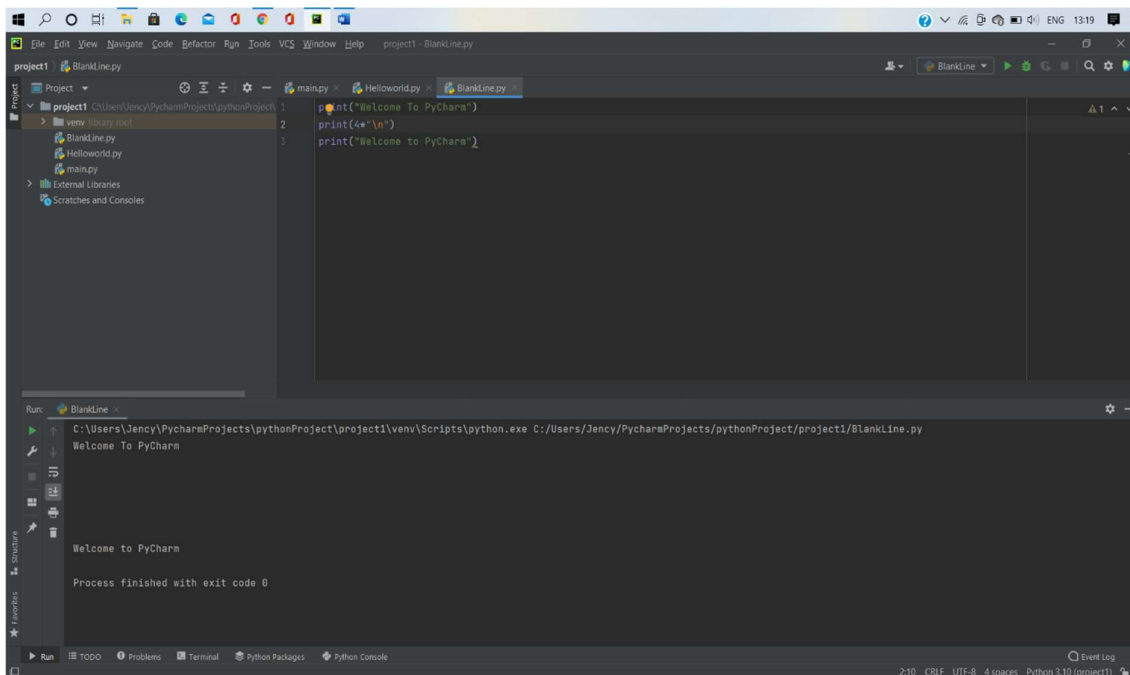 ENG 13:19
File Edit View Navigate Code Refactor Run Tools VCS Window Help project1 - BlankLine.py
project1 BlankLine.py
BlankLine
Project
Project
main.py Helloworld.py BlankLine.py
project1 C:\Users\Jency\PycharmProjects\pythonProject\
venv library root
BlankLine.py
Helloworld.py
main.py
External Libraries
Scratches and Consoles
1 print("Welcome To PyCharm")
2 print(4*"\n")
3 print("Welcome to PyCharm")
1
Run: BlankLine
C:\Users\Jency\PycharmProjects\pythonProject\project1\venv\Scripts\python.exe C:/Users/Jency/PycharmProjects/pythonProject/project1/BlankLine.py
Welcome To PyCharm
Welcome to PyCharm
Process finished with exit code 0
Structure
Favorites
Run TODO Problems Terminal Python Packages Python Console
Event Log
2:10 CRLF UTF-8 4 spaces Python 3.10 (project1)